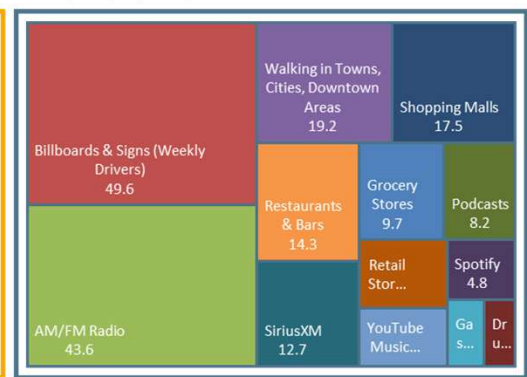 Billboards & Signs (Weekly
Drivers)
49.6
AM/FM Radio
43.6
Walking in Towns,
Cities, Downtown
Areas
19.2
Shopping Malls
17.5
Restaurants
& Bars
14.3
SiriusXM
12.7
Grocery
Stores
9.7
Podcasts
8.2
Retail
Stor...
Spotify
4.8
YouTube
Music...
Ga
s...
Dr
u...